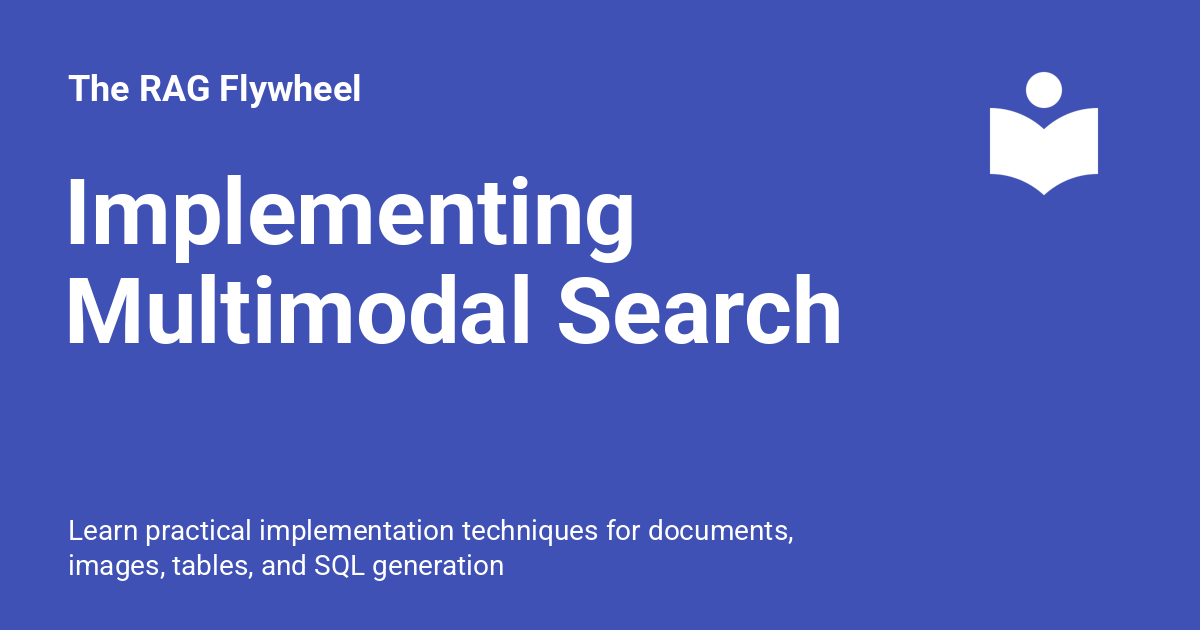 The RAG Flywheel
Implementing
Multimodal Search
Learn practical implementation techniques for documents,
images, tables, and SQL generation